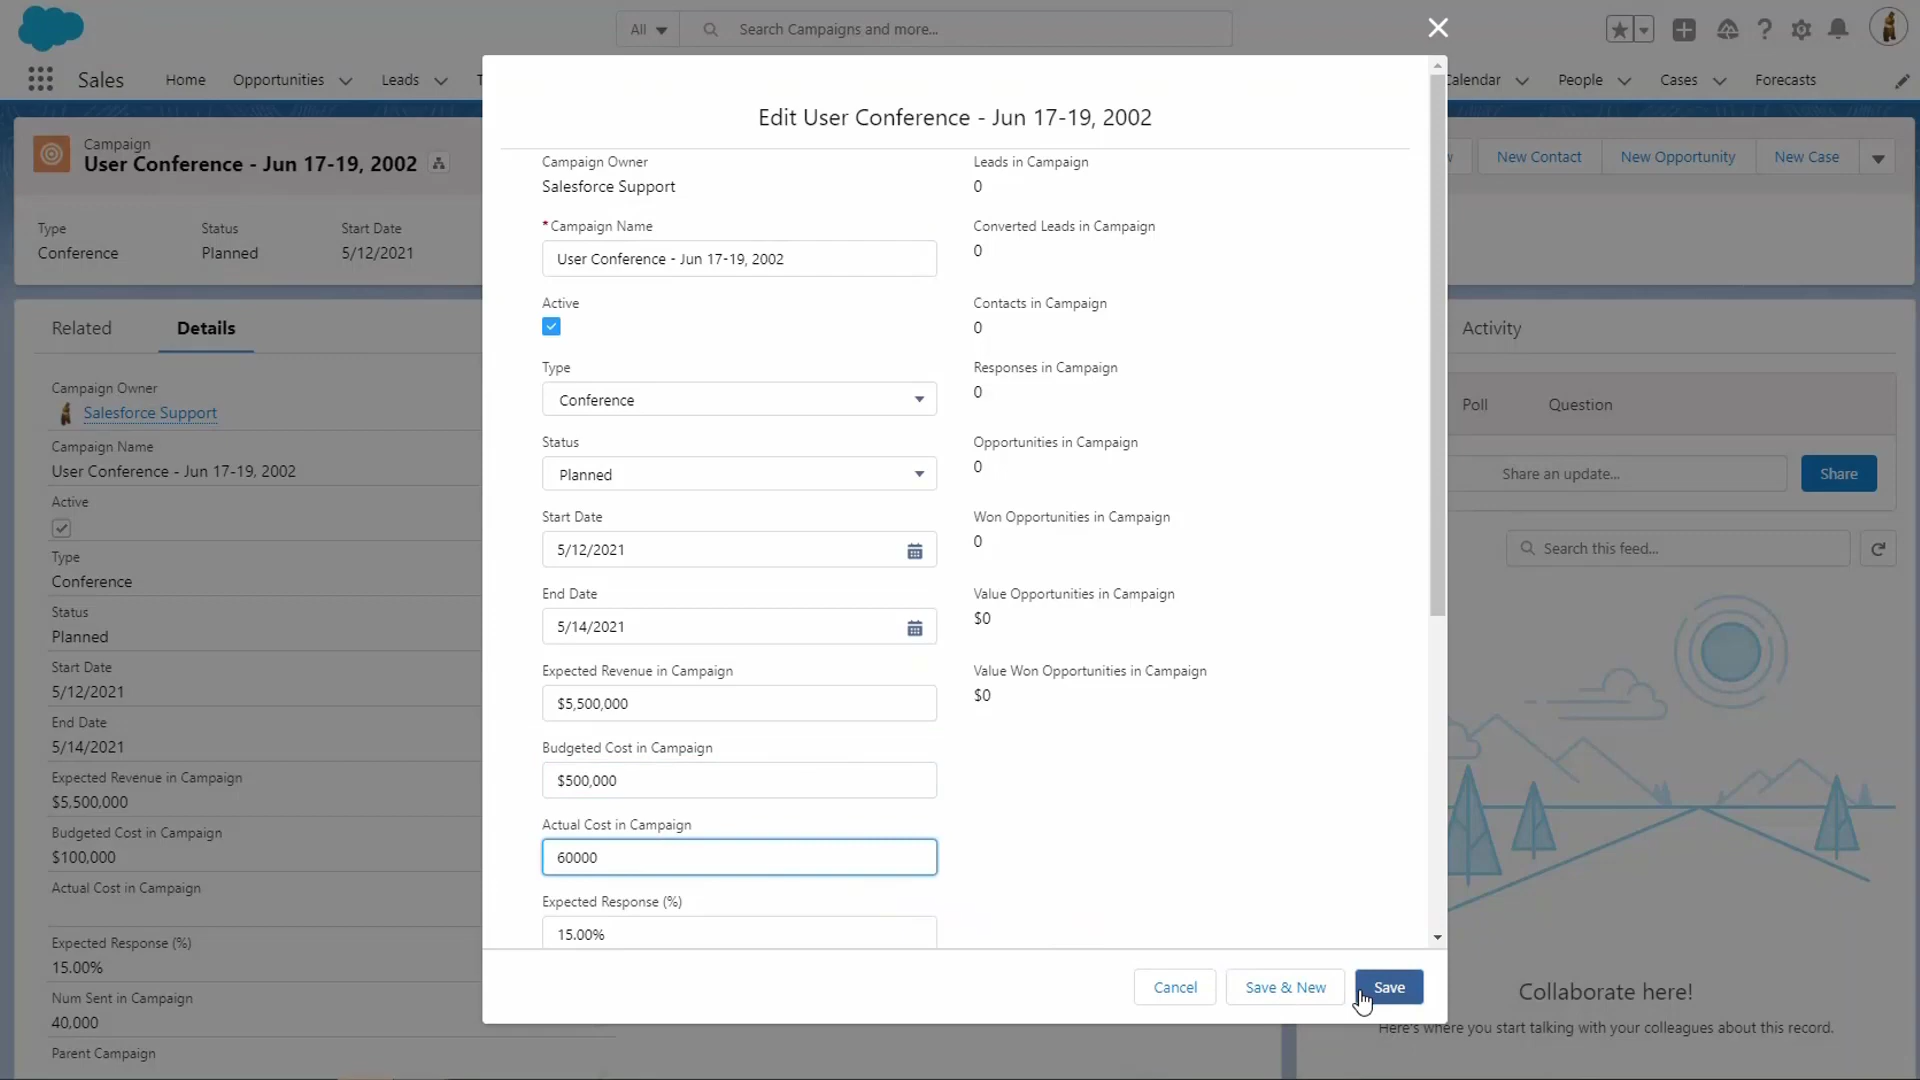 All
Search Campaigns and more...
Sales
Home
Opportunities
Leads
Calendar
People
Cases
Forecasts
Campaign
User Conference - Jun 17-19, 2002
New Contact
New Opportunity
New Case
Type
Status
Start Date
Conference
Planned
5/12/2021
Related
Details
Campaign Owner
Salesforce Support
Campaign Name
User Conference - Jun 17-19, 2002
Active
Type
Conference
Status
Planned
Start Date
5/12/2021
End Date
5/14/2021
Expected Revenue in Campaign
$5,500,000
Budgeted Cost in Campaign
$100,000
Actual Cost in Campaign
Expected Response (%)
15.00%
Num Sent in Campaign
40,000
Parent Campaign
Edit User Conference - Jun 17-19, 2002
Campaign Owner
Salesforce Support
*Campaign Name
User Conference - Jun 17-19, 2002
Active
Type
Conference
Status
Planned
Start Date
5/12/2021
End Date
5/14/2021
Expected Revenue in Campaign
$5,500,000
Budgeted Cost in Campaign
$500,000
Actual Cost in Campaign
60000
Expected Response (%)
15.00%
Leads in Campaign
0
Converted Leads in Campaign
0
Contacts in Campaign
0
Responses in Campaign
0
Opportunities in Campaign
0
Won Opportunities in Campaign
0
Value Opportunities in Campaign
$0
Value Won Opportunities in Campaign
$0
Cancel
Save & New
Save
Activity
Poll
Question
Share an update...
Share
Search this feed...
Collaborate here!
Here's where you start talking with your colleagues about this record.